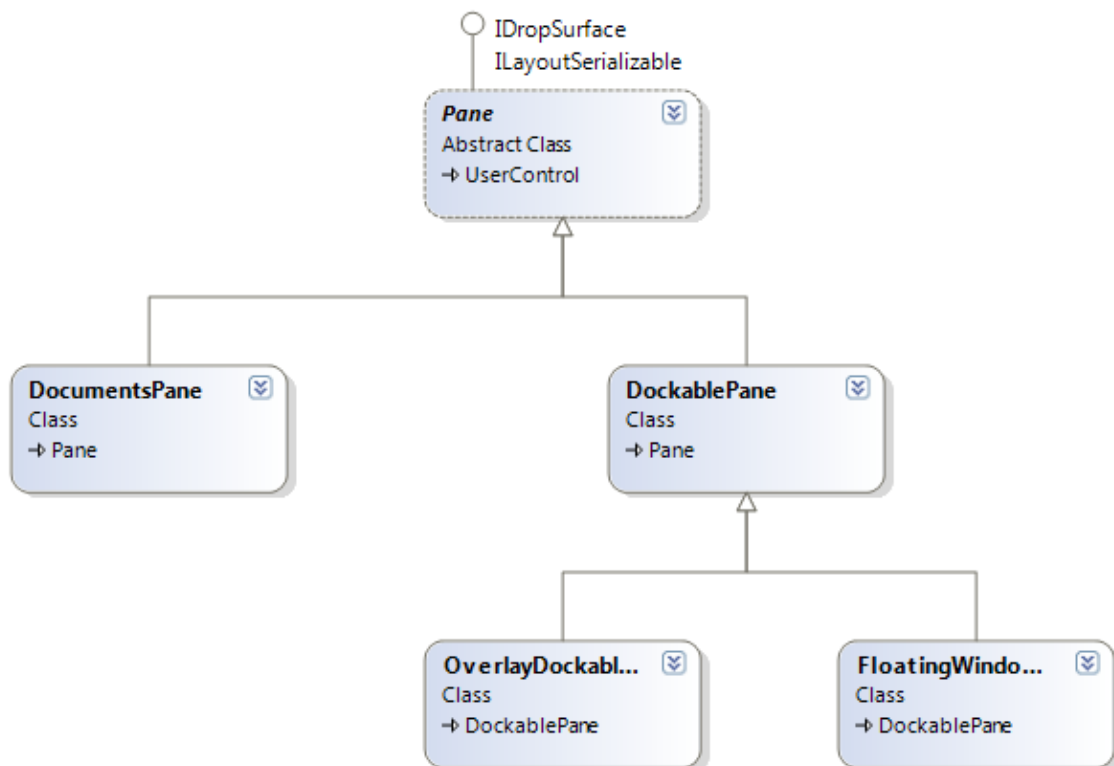 IDropSurface
ILayoutSerializable
Pane
Abstract Class
UserControl
DocumentsPane
Class
Pane
DockablePane
Class
Pane
OverlayDockabl...
Class
DockablePane
FloatingWindo...
Class
DockablePane